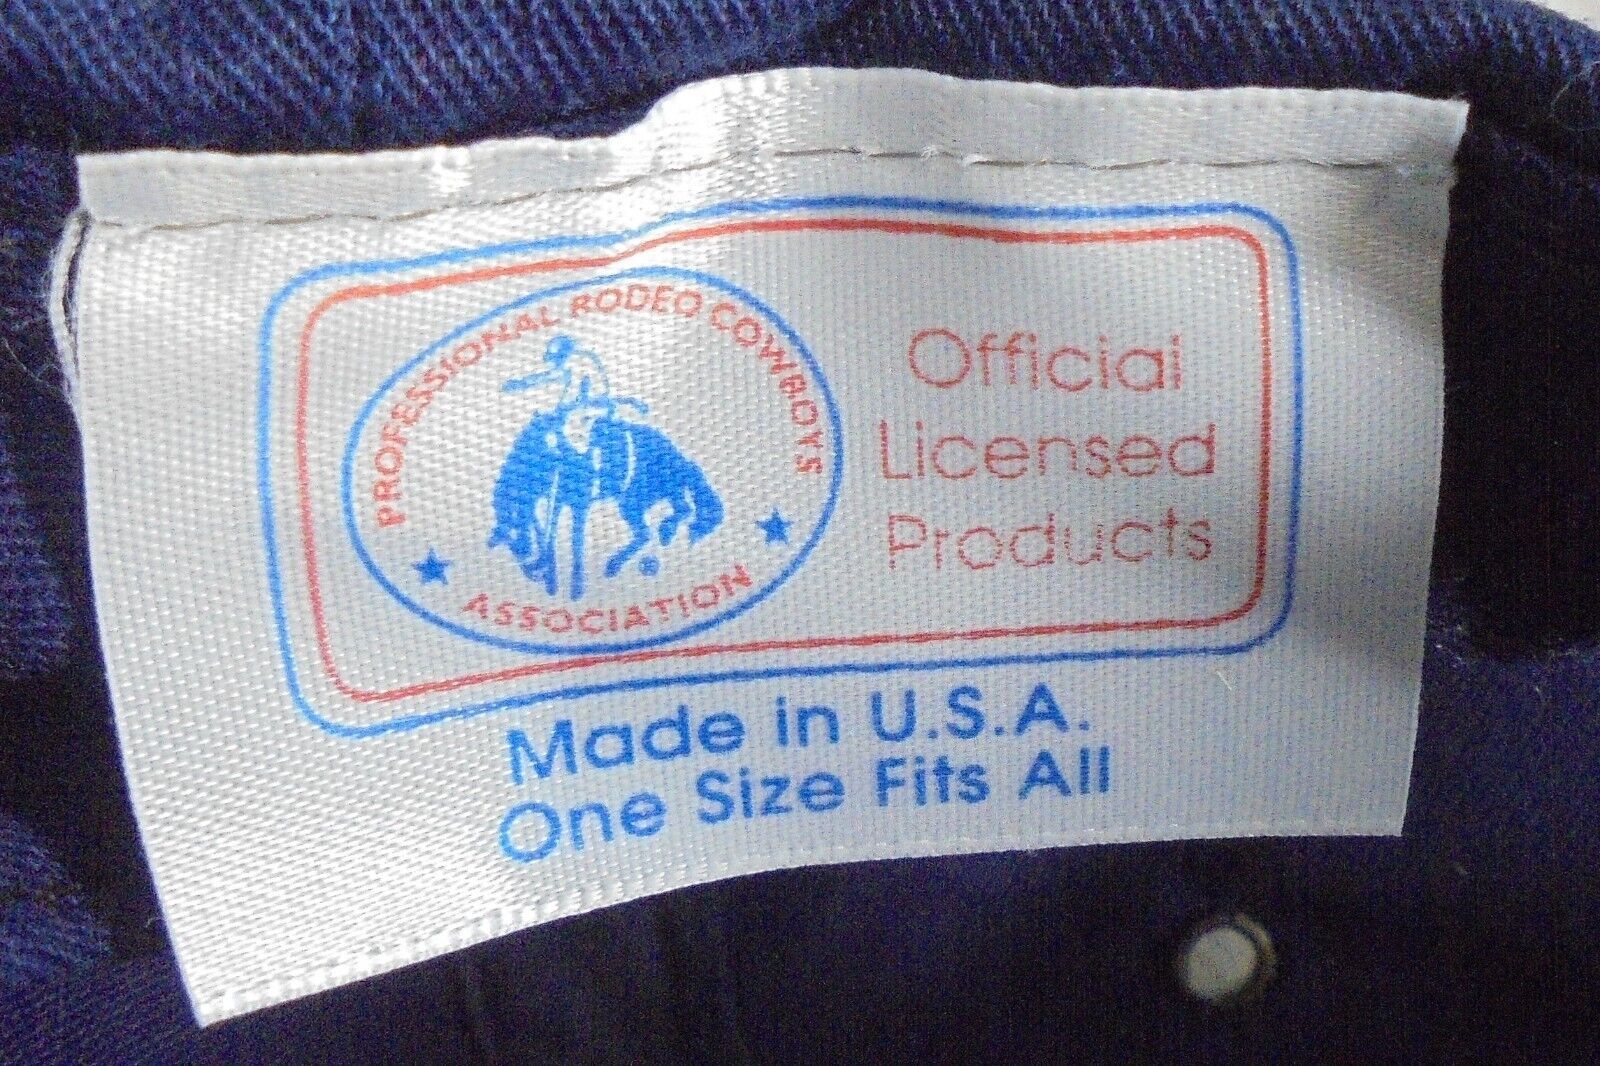 PROFESSIONAL RODEO COWBOYS
ASSOCIATION
®
Official
Licensed
Products
Made in U.S.A.
One Size Fits All